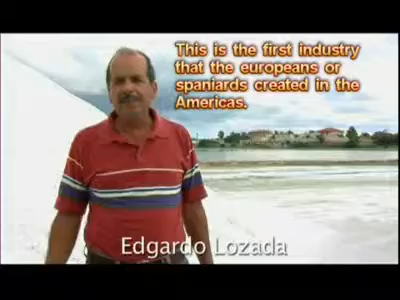 This is the first industry
that the europeans or
spaniards created in the
Americas.
Edgardo Lozada